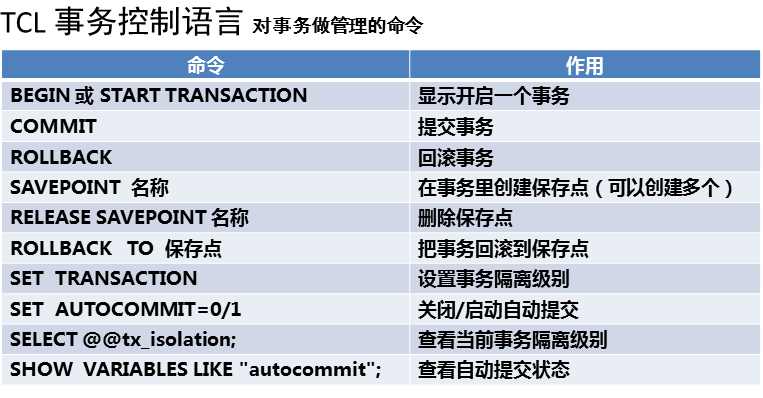 TCL 事务控制语言 对事务做管理的命令
命令 作用
BEGIN 或 START TRANSACTION 显示开启一个事务
COMMIT 提交事务
ROLLBACK 回滚事务
SAVEPOINT 名称 在事务里创建保存点（可以创建多个）
RELEASE SAVEPOINT 名称 删除保存点
ROLLBACK TO 保存点 把事务回滚到保存点
SET TRANSACTION 设置事务隔离级别
SET AUTOCOMMIT=0/1 关闭/启动自动提交
SELECT @@tx_isolation; 查看当前事务隔离级别
SHOW VARIABLES LIKE "autocommit"; 查看自动提交状态